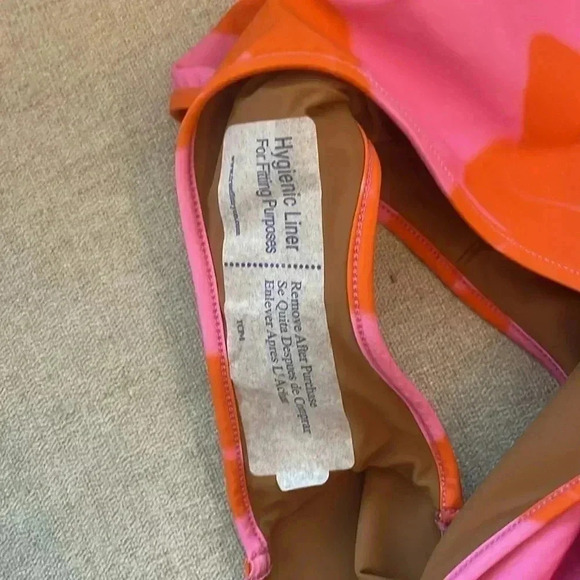 Hygienic Liner
For Fitting Purposes
Remove After Purchase
Se Quita Despues de Comprar
Enlever Apres L'Achat